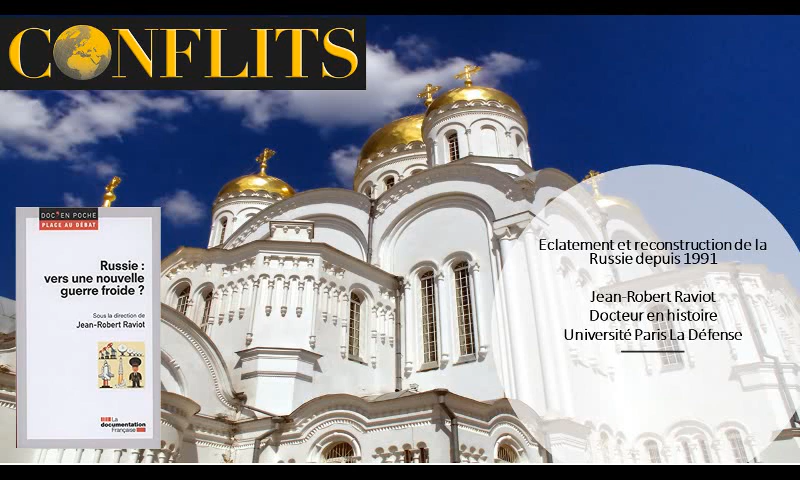 CONFLITS
DOC' EN POCHE
PLACE AU DÉBAT
Russie :
vers une nouvelle
guerre froide ?
Sous la direction de
Jean-Robert Raviot
La
documentation
Française
Eclatement et reconstruction de la
Russie depuis 1991
Jean-Robert Raviot
Docteur en histoire
Université Paris La Défense